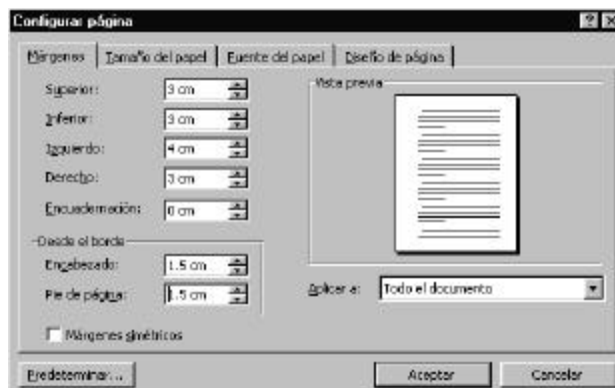 Configurar página
Márgenes Tamaño del papel Fuente del papel Diseño de página
Superior: 3 cm
Inferior: 3 cm
Izquierdo: 4 cm
Derecho: 3 cm
Encuadernación: 0 cm
Desde el borde
Encabezado: 1.5 cm
Pie de página: 1.5 cm
Márgenes simétricos
Vista previa
Aplicar a: Todo el documento
Predeterminar... Aceptar Cancelar